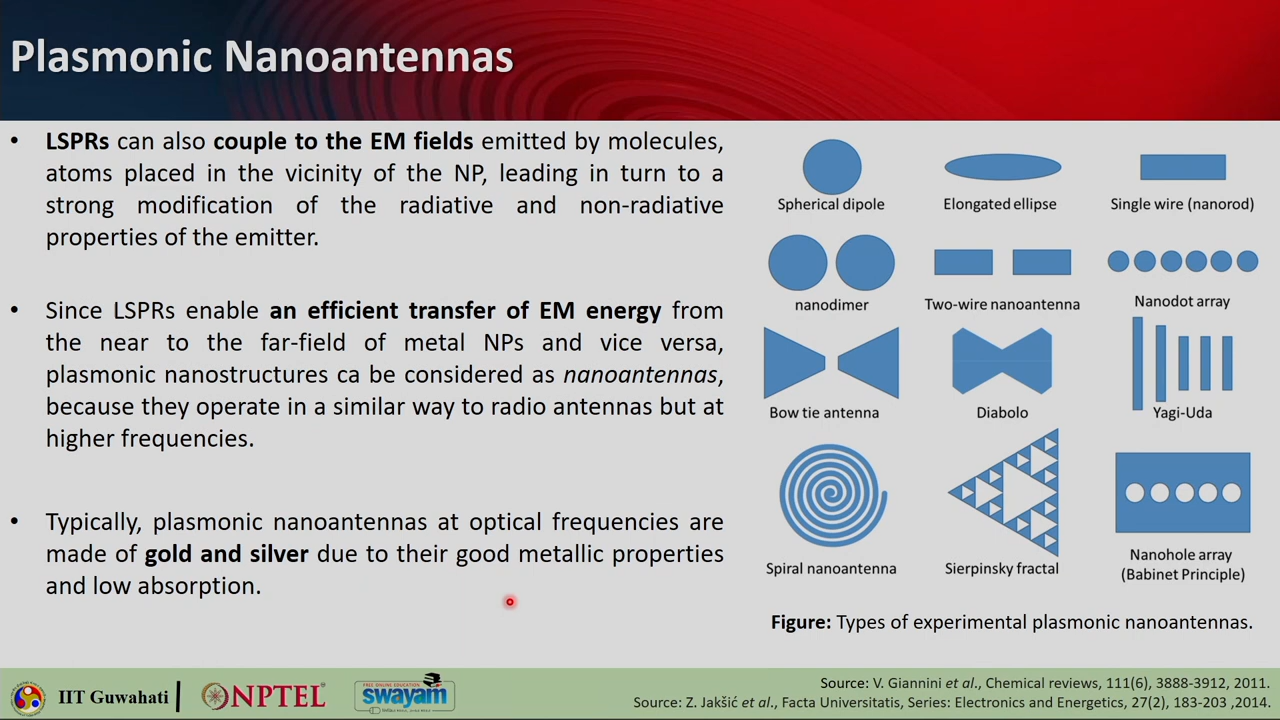 Plasmonic Nanoantennas
• LSPRs can also couple to the EM fields emitted by molecules,
atoms placed in the vicinity of the NP, leading in turn to a
strong modification of the radiative and non-radiative
properties of the emitter.
• Since LSPRs enable an efficient transfer of EM energy from
the near to the far-field of metal NPs and vice versa,
plasmonic nanostructures ca be considered as nanoantennas,
because they operate in a similar way to radio antennas but at
higher frequencies.
• Typically, plasmonic nanoantennas at optical frequencies are
made of gold and silver due to their good metallic properties
and low absorption.
Spherical dipole
Elongated ellipse
Single wire (nanorod)
nanodimer
Two-wire nanoantenna
Nanodot array
Bow tie antenna
Diabolo
Yagi-Uda
Spiral nanoantenna
Sierpinsky fractal
Nanohole array
(Babinet Principle)
Figure: Types of experimental plasmonic nanoantennas.
IIT Guwahati
NPTEL
FREE ONLINE EDUCATION
swayam
Source: V. Giannini et al., Chemical reviews, 111(6), 3888-3912, 2011.
Source: Z. Jakšić et al., Facta Universitatis, Series: Electronics and Energetics, 27(2), 183-203 ,2014.